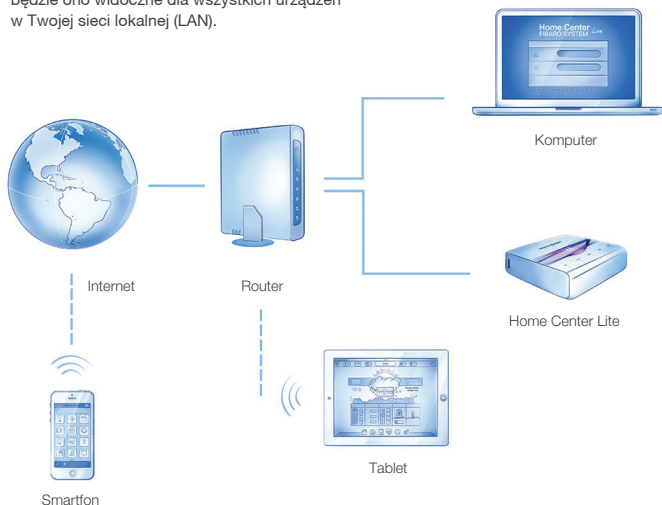 będzie ono widoczne dla wszystkich urządzeń
w Twojej sieci lokalnej (LAN).
Home Center Lite
FIBARO SYSTEM
Komputer
Internet
Router
Home Center Lite
Tablet
Smartfon